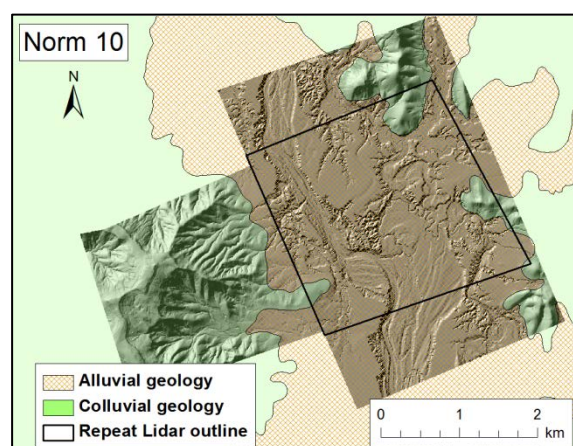 Norm 10
N
Alluvial geology
Colluvial geology
Repeat Lidar outline
0 1 2
km